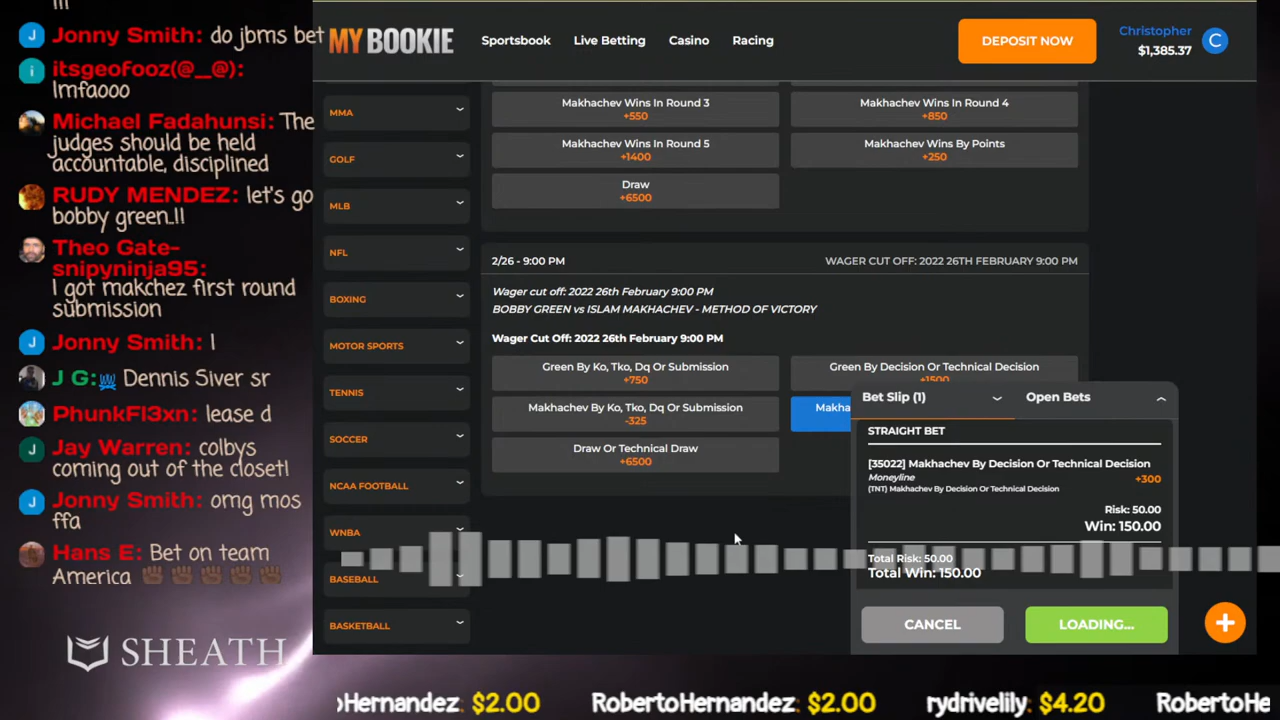 Jonny Smith: do jbms bet
itsgeofooz(@__@):
lmfaooo
Michael Fadahunsi: The
judges should be held
accountable, disciplined
RUDY MENDEZ: let's go
bobby green..!!
Theo Gate-
snipyninja95:
I got makchez first round
submission
Jonny Smith: I
J G: Dennis Siver sr
PhunkFl3xn: lease d
Jay Warren: colbys
coming out of the closet!
Jonny Smith: omg mos
ffa
Hans E: Bet on team
America
SHEATH
MY BOOKIE
Sportsbook
Live Betting
Casino
Racing
DEPOSIT NOW
Christopher
$1,385.37
C
MMA
GOLF
MLB
NFL
BOXING
MOTOR SPORTS
TENNIS
SOCCER
NCAA FOOTBALL
WNBA
BASEBALL
BASKETBALL
Makhachev Wins In Round 3
+550
Makhachev Wins In Round 4
+850
Makhachev Wins In Round 5
+1400
Makhachev Wins By Points
+250
Draw
+6500
2/26 - 9:00 PM
WAGER CUT OFF: 2022 26TH FEBRUARY 9:00 PM
Wager cut off: 2022 26th February 9:00 PM
BOBBY GREEN vs ISLAM MAKHACHEV - METHOD OF VICTORY
Wager Cut Off: 2022 26th February 9:00 PM
Green By Ko, Tko, Dq Or Submission
+750
Green By Decision Or Technical Decision
+1500
Makhachev By Ko, Tko, Dq Or Submission
-325
Makha
Draw Or Technical Draw
+6500
Bet Slip (1)
Open Bets
STRAIGHT BET
[35022] Makhachev By Decision Or Technical Decision
Moneyline
+300
(TNT) Makhachev By Decision Or Technical Decision
Risk: 50.00
Win: 150.00
Total Risk: 50.00
Total Win: 150.00
CANCEL
LOADING...
oHernandez: $2.00
RobertoHernandez: $2.00
rydrivelily: $4.20
RobertoHe